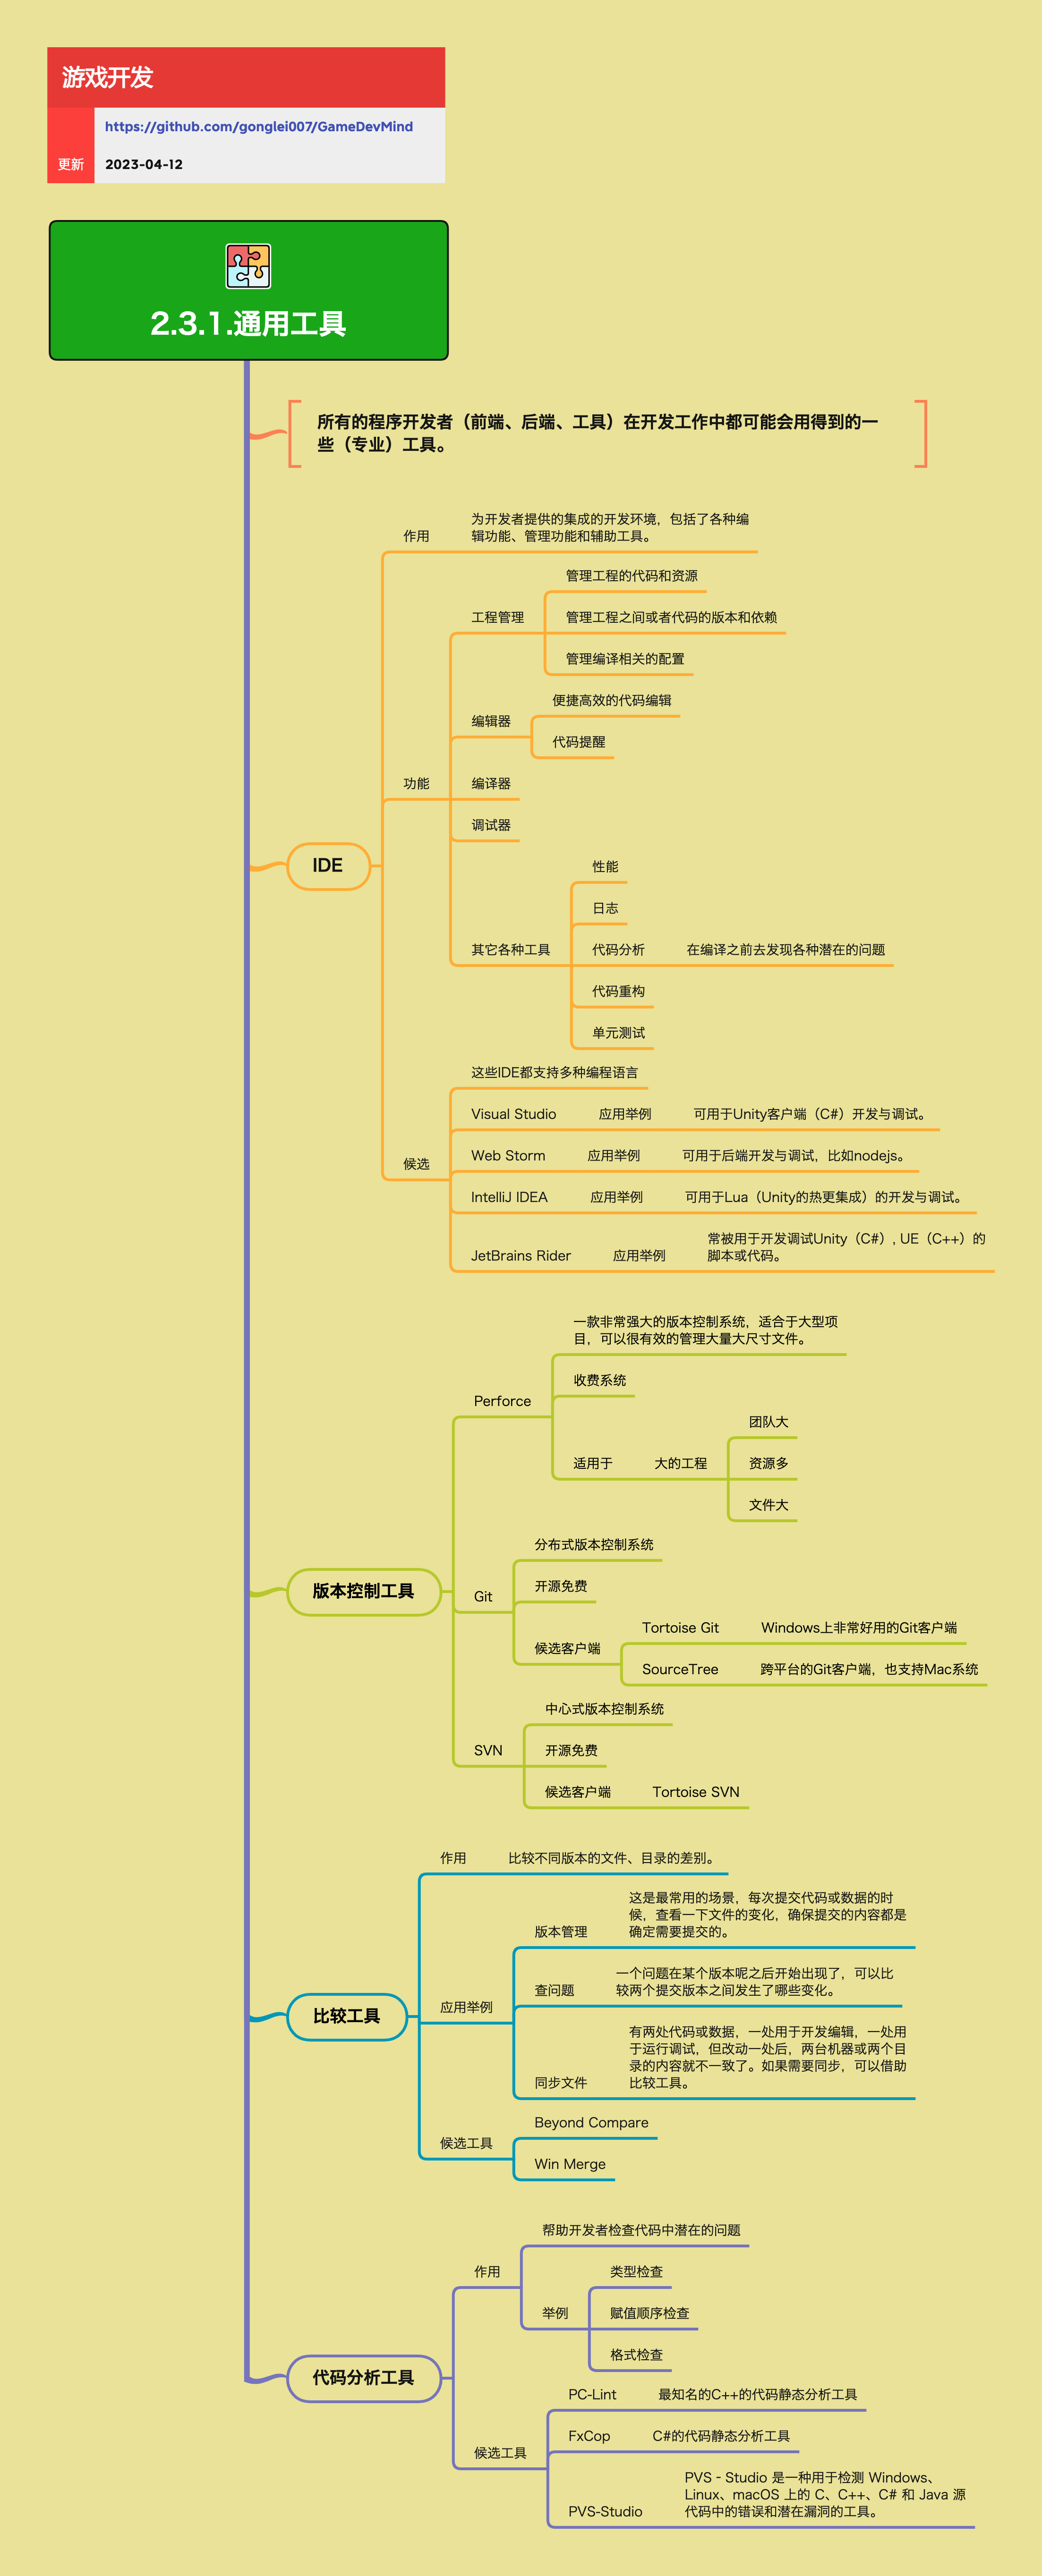 游戏开发
https://github.com/gonglei007/GameDevMind
更新
2023-04-12
2.3.1.通用工具
所有的程序开发者（前端、后端、工具）在开发工作中都可能会用得到的一
些（专业）工具。
IDE
作用
为开发者提供的集成的开发环境，包括了各种编
辑功能、管理功能和辅助工具。
功能
工程管理
管理工程的代码和资源
管理工程之间或者代码的版本和依赖
管理编译相关的配置
编辑器
便捷高效的代码编辑
代码提醒
编译器
调试器
其它各种工具
性能
日志
代码分析
在编译之前去发现各种潜在的问题
代码重构
单元测试
候选
这些IDE都支持多种编程语言
Visual Studio
应用举例
可用于Unity客户端（C#）开发与调试。
Web Storm
应用举例
可用于后端开发与调试，比如nodejs。
IntelliJ IDEA
应用举例
可用于Lua（Unity的热更集成）的开发与调试。
JetBrains Rider
应用举例
常被用于开发调试Unity（C#）, UE（C++）的
脚本或代码。
版本控制工具
Perforce
一款非常强大的版本控制系统，适合于大型项
目，可以很有效的管理大量大尺寸文件。
收费系统
适用于
大的工程
团队大
资源多
文件大
Git
分布式版本控制系统
开源免费
候选客户端
Tortoise Git
Windows上非常好用的Git客户端
SourceTree
跨平台的Git客户端，也支持Mac系统
SVN
中心式版本控制系统
开源免费
候选客户端
Tortoise SVN
比较工具
作用
比较不同版本的文件、目录的差别。
应用举例
版本管理
这是最常用的场景，每次提交代码或数据的时
候，查看一下文件的变化，确保提交的内容都是
确定需要提交的。
查问题
一个问题在某个版本呢之后开始出现了，可以比
较两个提交版本之间发生了哪些变化。
同步文件
有两处代码或数据，一处用于开发编辑，一处用
于运行调试，但改动一处后，两台机器或两个目
录的内容就不一致了。如果需要同步，可以借助
比较工具。
候选工具
Beyond Compare
Win Merge
代码分析工具
作用
帮助开发者检查代码中潜在的问题
举例
类型检查
赋值顺序检查
格式检查
候选工具
PC-Lint
最知名的C++的代码静态分析工具
FxCop
C#的代码静态分析工具
PVS-Studio
PVS - Studio 是一种用于检测 Windows、
Linux、macOS 上的 C、C++、C# 和 Java 源
代码中的错误和潜在漏洞的工具。